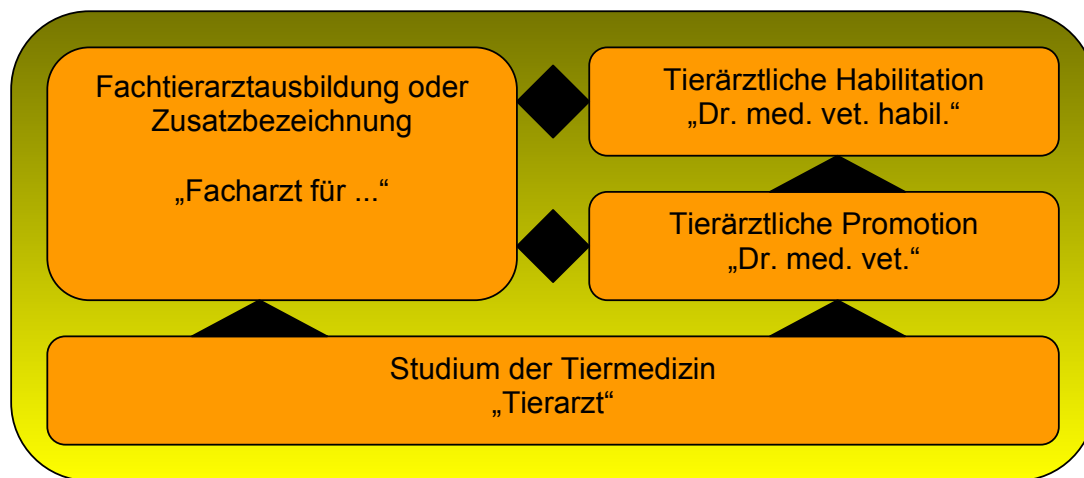 Fachtierarztausbildung oder
Zusatzbezeichnung
„Facharzt für ...“
Tierärztliche Habilitation
„Dr. med. vet. habil.“
Tierärztliche Promotion
„Dr. med. vet.“
Studium der Tiermedizin
„Tierarzt“